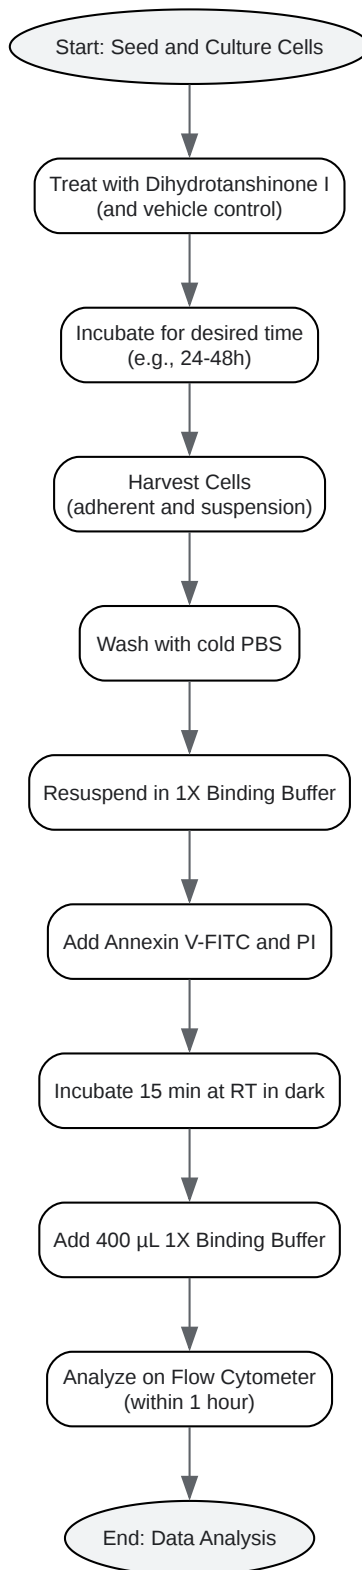 Start: Seed and Culture Cells
Treat with Dihydrotanshinone I
(and vehicle control)
Incubate for desired time
(e.g., 24-48h)
Harvest Cells
(adherent and suspension)
Wash with cold PBS
Resuspend in 1X Binding Buffer
Add Annexin V-FITC and PI
Incubate 15 min at RT in dark
Add 400 µL 1X Binding Buffer
Analyze on Flow Cytometer
(within 1 hour)
End: Data Analysis